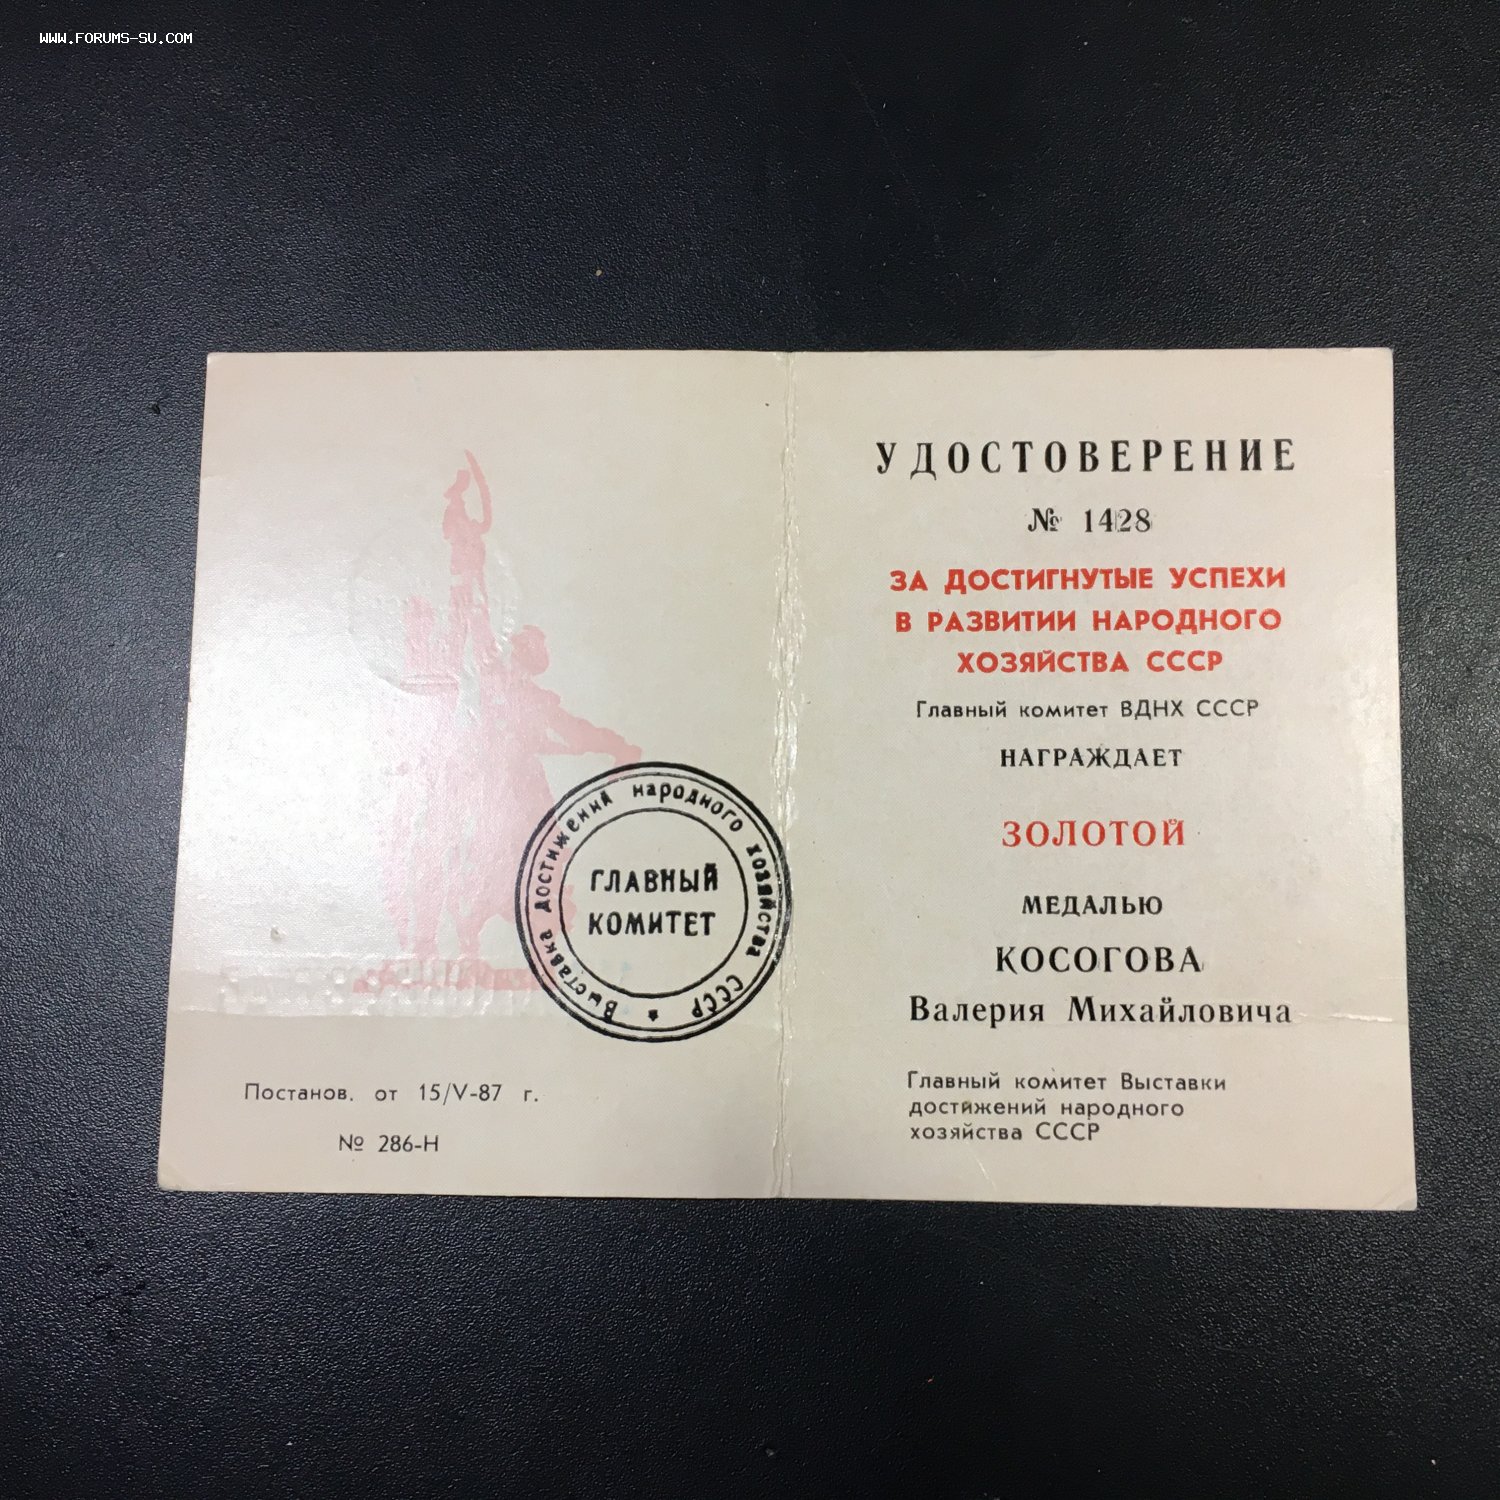 WWW.FORUMS-SU.COM
Выставка достижений народного хозяйства СССР *
ГЛАВНЫЙ
КОМИТЕТ
Постанов. от 15/V-87 г.
№ 286-Н
УДОСТОВЕРЕНИЕ
№ 1428
ЗА ДОСТИГНУТЫЕ УСПЕХИ
В РАЗВИТИИ НАРОДНОГО
ХОЗЯЙСТВА СССР
Главный комитет ВДНХ СССР
НАГРАЖДАЕТ
ЗОЛОТОЙ
МЕДАЛЬЮ
КОСОГОВА
Валерия Михайловича
Главный комитет Выставки
достижений народного
хозяйства СССР